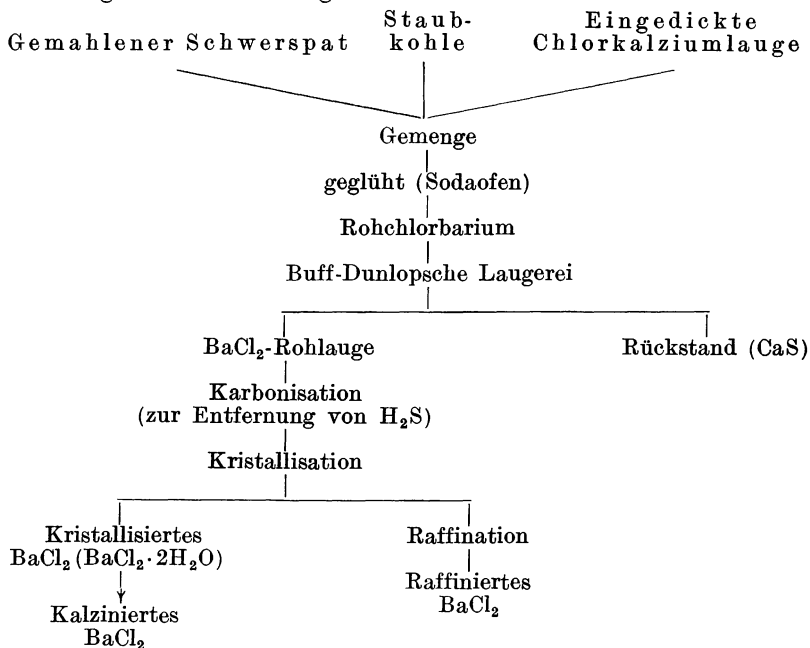 Staub-
Gemahlener Schwerspat kohle
Eingedickte
Chlorkalziumlauge
Gemenge
geglüht (Sodaofen)
Rohchlorbarium
Buff-Dunlopsche Laugerei
BaCl₂-Rohlauge Rückstand (CaS)
Karbonisation
(zur Entfernung von H₂S)
Kristallisation
Kristallisiertes
BaCl₂ (BaCl₂·2H₂O)
Kalziniertes
BaCl₂
Raffination
Raffiniertes
BaCl₂